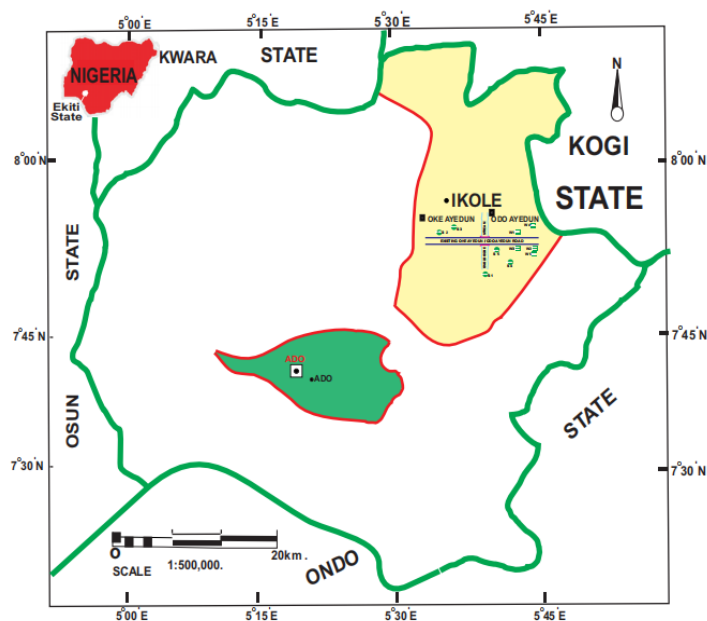 5°00'E 5°15'E 5°30'E 5°45'E
STATE
KWARA
NIGERIA
N
Ekiti
State
8°00'N
8°00'N
KOGI
STATE
IKOLE
OKE AYEDUN
ODO AYEDUN
STATE
7°45'N
7°45'N
ADO
ADO
OSUN
STATE
7°30'N
7°30'N
O
20km .
SCALE
1:500,000.
ONDO
5°00'E 5°15'E 5°30'E 5°45'E